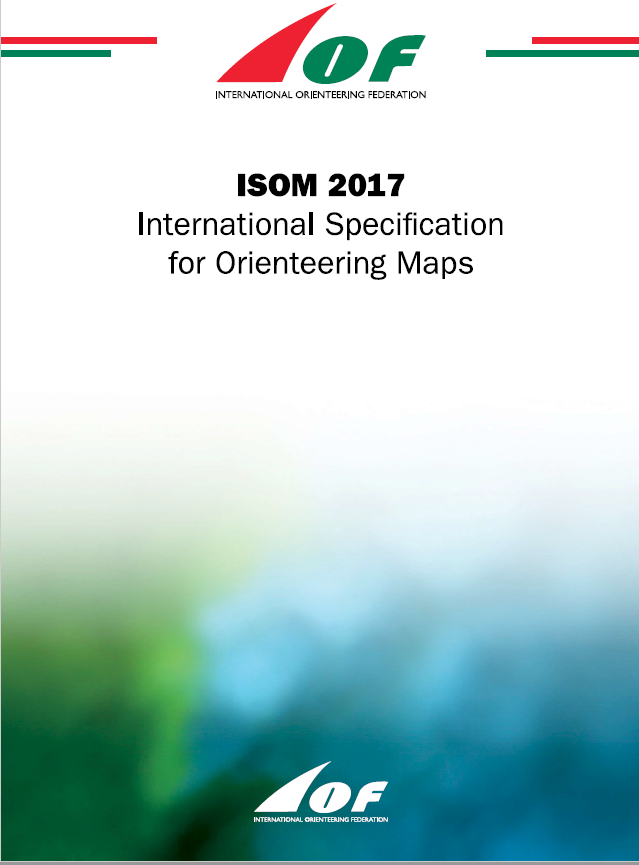 IOF
INTERNATIONAL ORIENTEERING FEDERATION
ISOM 2017
International Specification
for Orienteering Maps
IOF
INTERNATIONAL ORIENTEERING FEDERATION